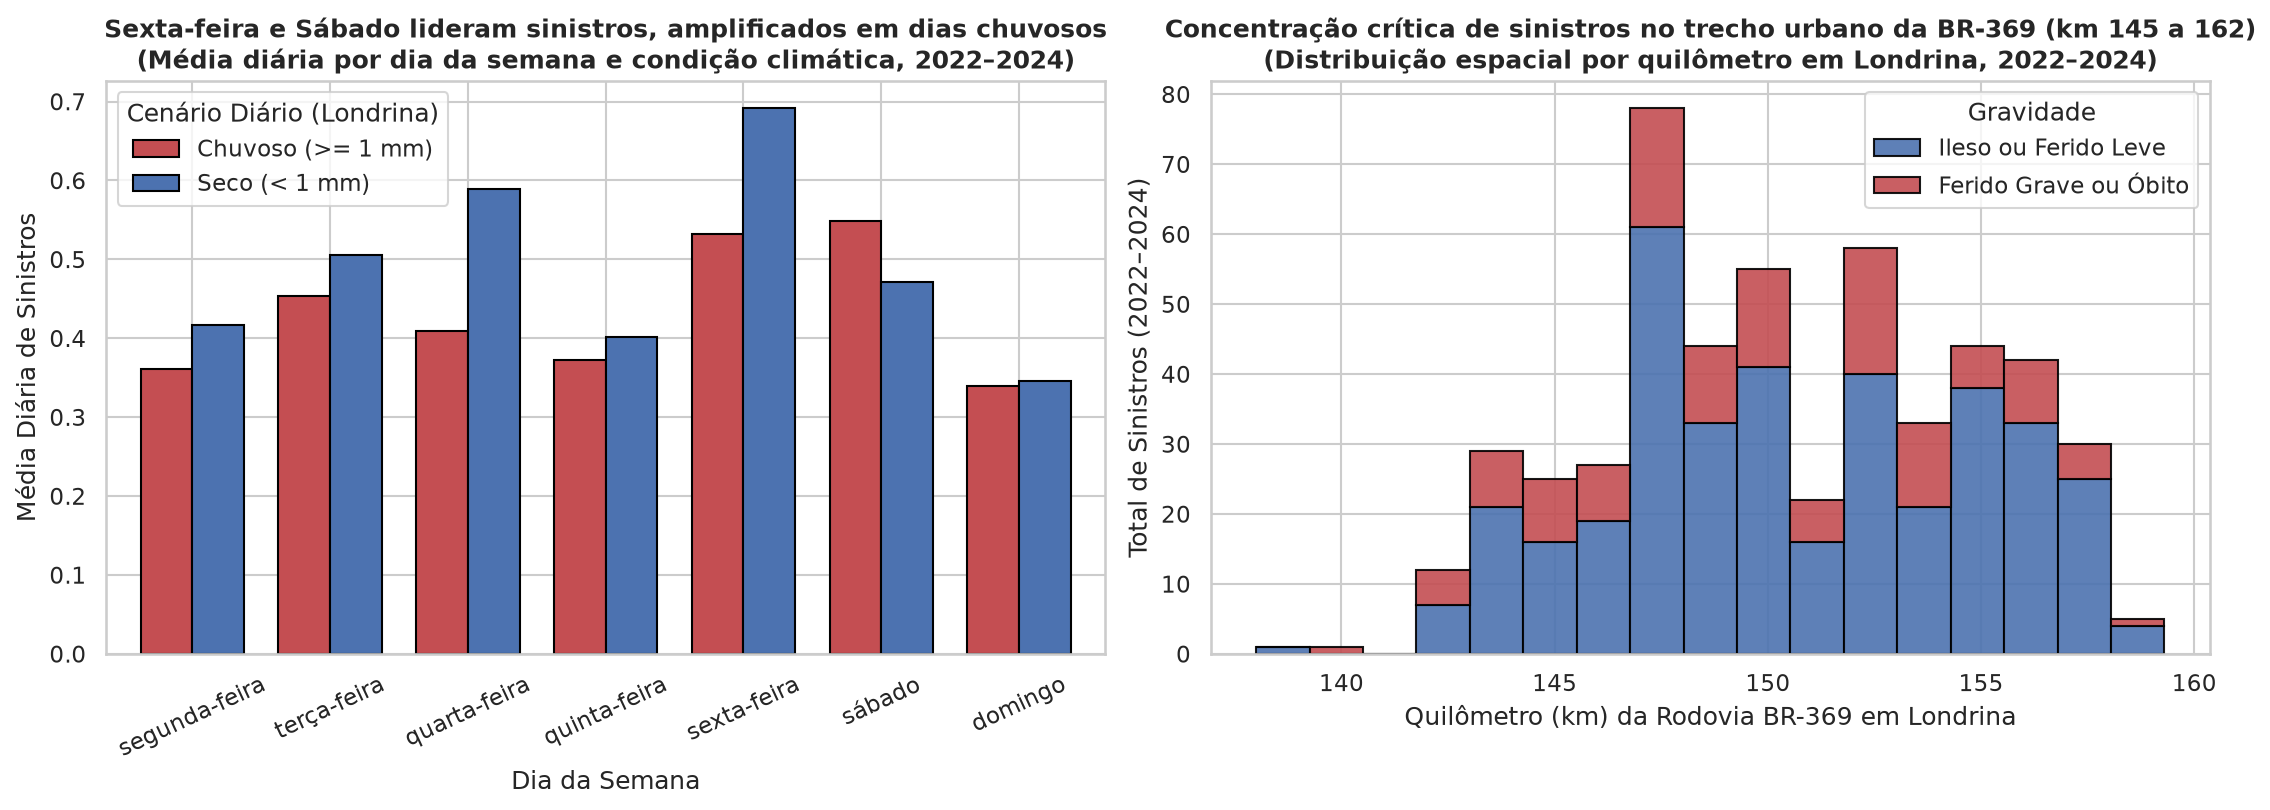 Sexta-feira e Sábado lideram sinistros, amplificados em dias chuvosos
(Média diária por dia da semana e condição climática, 2022–2024)
Cenário Diário (Londrina)
Chuvoso (>= 1 mm)
Seco (< 1 mm)
Média Diária de Sinistros
0.7
0.6
0.5
0.4
0.3
0.2
0.1
0.0
segunda-feira
terça-feira
quarta-feira
quinta-feira
sexta-feira
sábado
domingo
Dia da Semana
Concentração crítica de sinistros no trecho urbano da BR-369 (km 145 a 162)
(Distribuição espacial por quilômetro em Londrina, 2022–2024)
Gravidade
Ileso ou Ferido Leve
Ferido Grave ou Óbito
Total de Sinistros (2022–2024)
80
70
60
50
40
30
20
10
0
140
145
150
155
160
Quilômetro (km) da Rodovia BR-369 em Londrina